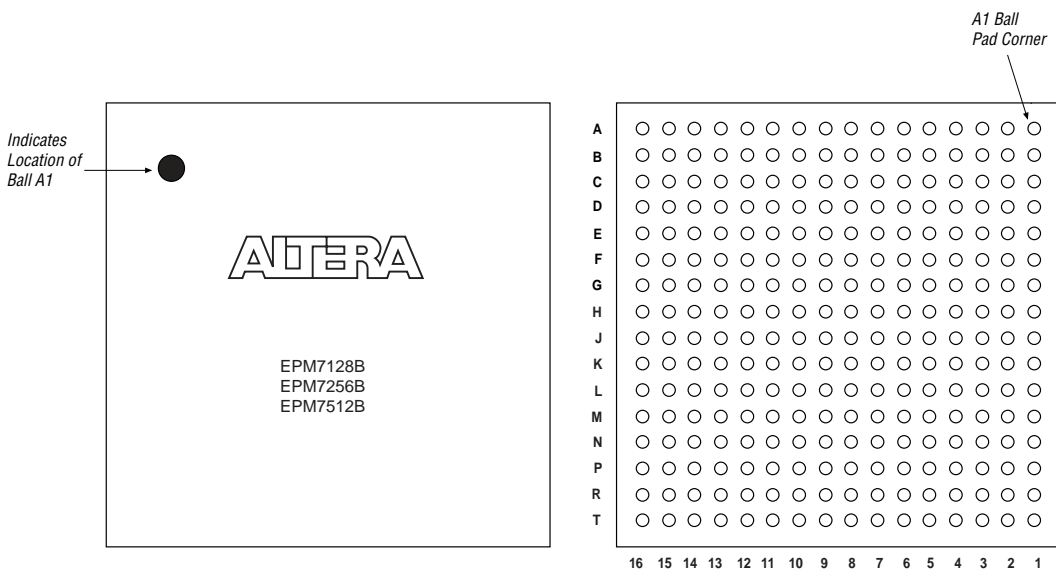 A1 Ball
Pad Corner
Indicates
Location of
Ball A1
ALTERA
EPM7128B
EPM7256B
EPM7512B
A
B
C
D
E
F
G
H
J
K
L
M
N
P
R
T
16 15 14 13 12 11 10 9 8 7 6 5 4 3 2 1